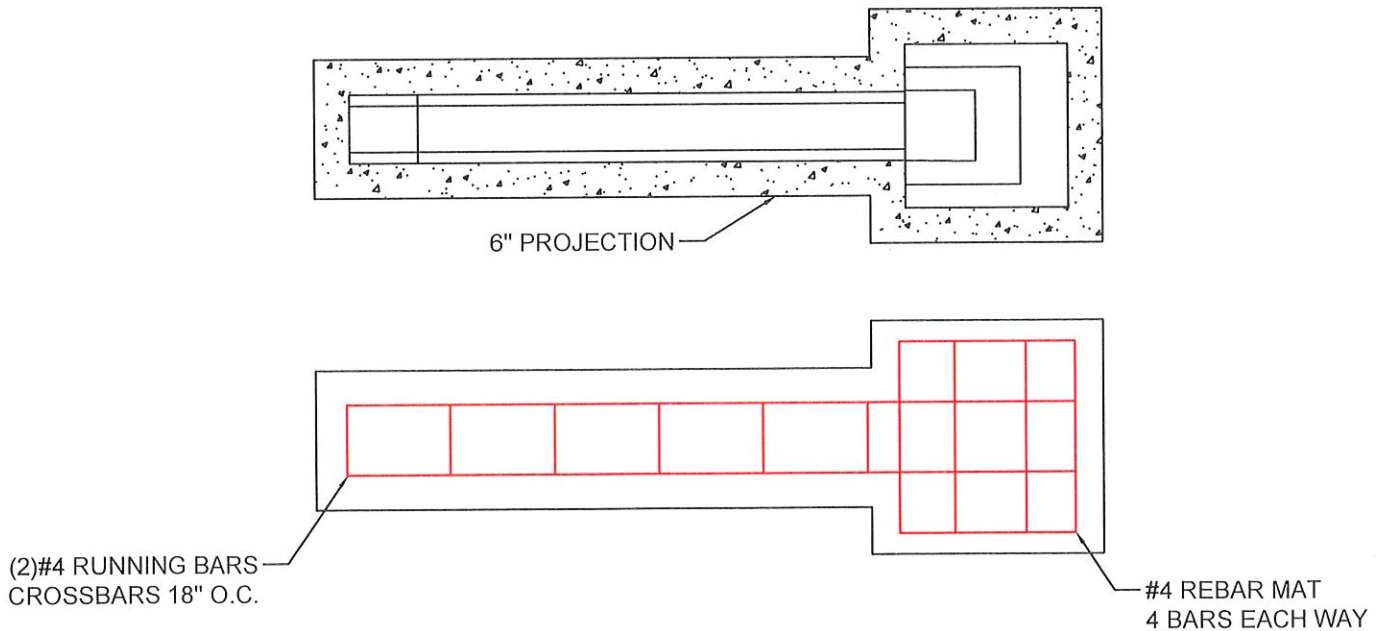 6" PROJECTION
(2)#4 RUNNING BARS
CROSSBARS 18" O.C.
#4 REBAR MAT
4 BARS EACH WAY